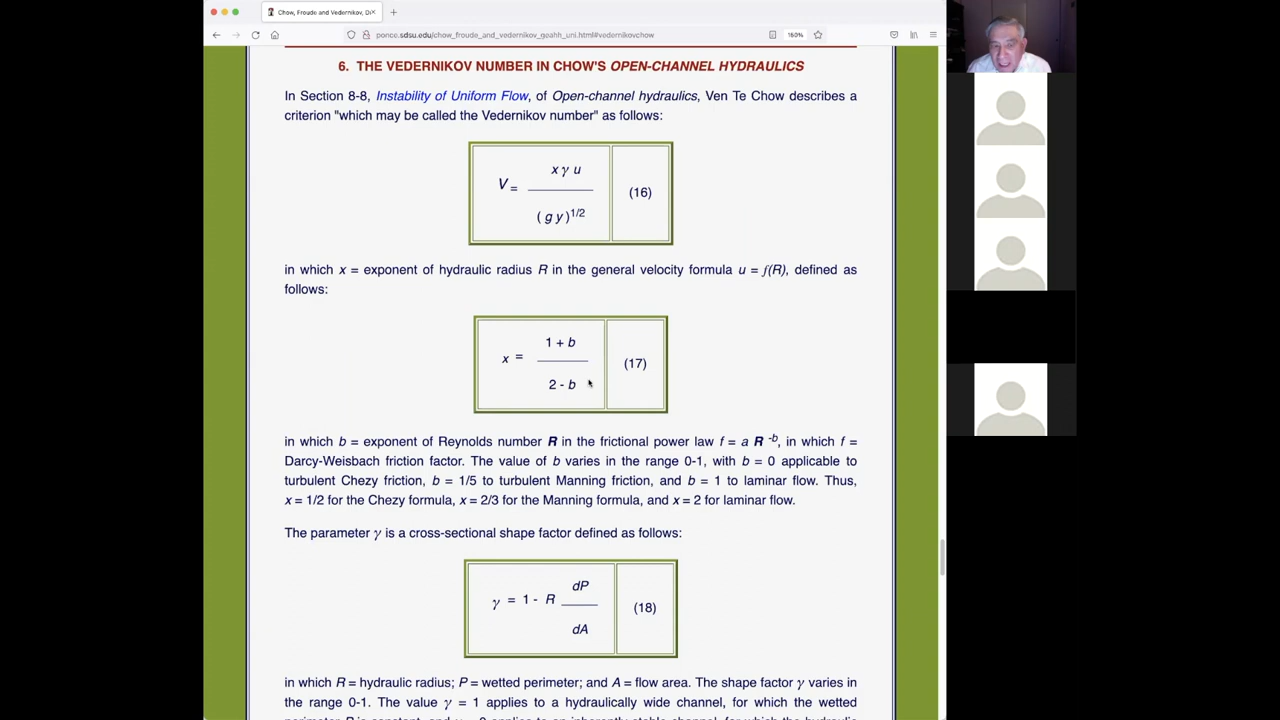 Chow, Froude and Vedernikov, D
ponce.sdsu.edu/chow_froude_and_vedernikov_goahh_uni.html#vedernikovchow
160%
6. THE VEDERNIKOV NUMBER IN CHOW'S OPEN-CHANNEL HYDRAULICS
In Section 8-8, Instability of Uniform Flow, of Open-channel hydraulics, Ven Te Chow describes a
criterion "which may be called the Vedernikov number" as follows:
V = x γ u / ( g y )^1/2 (16)
in which x = exponent of hydraulic radius R in the general velocity formula u = f(R), defined as
follows:
x = 1 + b / 2 - b (17)
in which b = exponent of Reynolds number R in the frictional power law f = a R^-b, in which f =
Darcy-Weisbach friction factor. The value of b varies in the range 0-1, with b = 0 applicable to
turbulent Chezy friction, b = 1/5 to turbulent Manning friction, and b = 1 to laminar flow. Thus,
x = 1/2 for the Chezy formula, x = 2/3 for the Manning formula, and x = 2 for laminar flow.
The parameter γ is a cross-sectional shape factor defined as follows:
γ = 1 - R dP / dA (18)
in which R = hydraulic radius; P = wetted perimeter; and A = flow area. The shape factor γ varies in
the range 0-1. The value γ = 1 applies to a hydraulically wide channel, for which the wetted